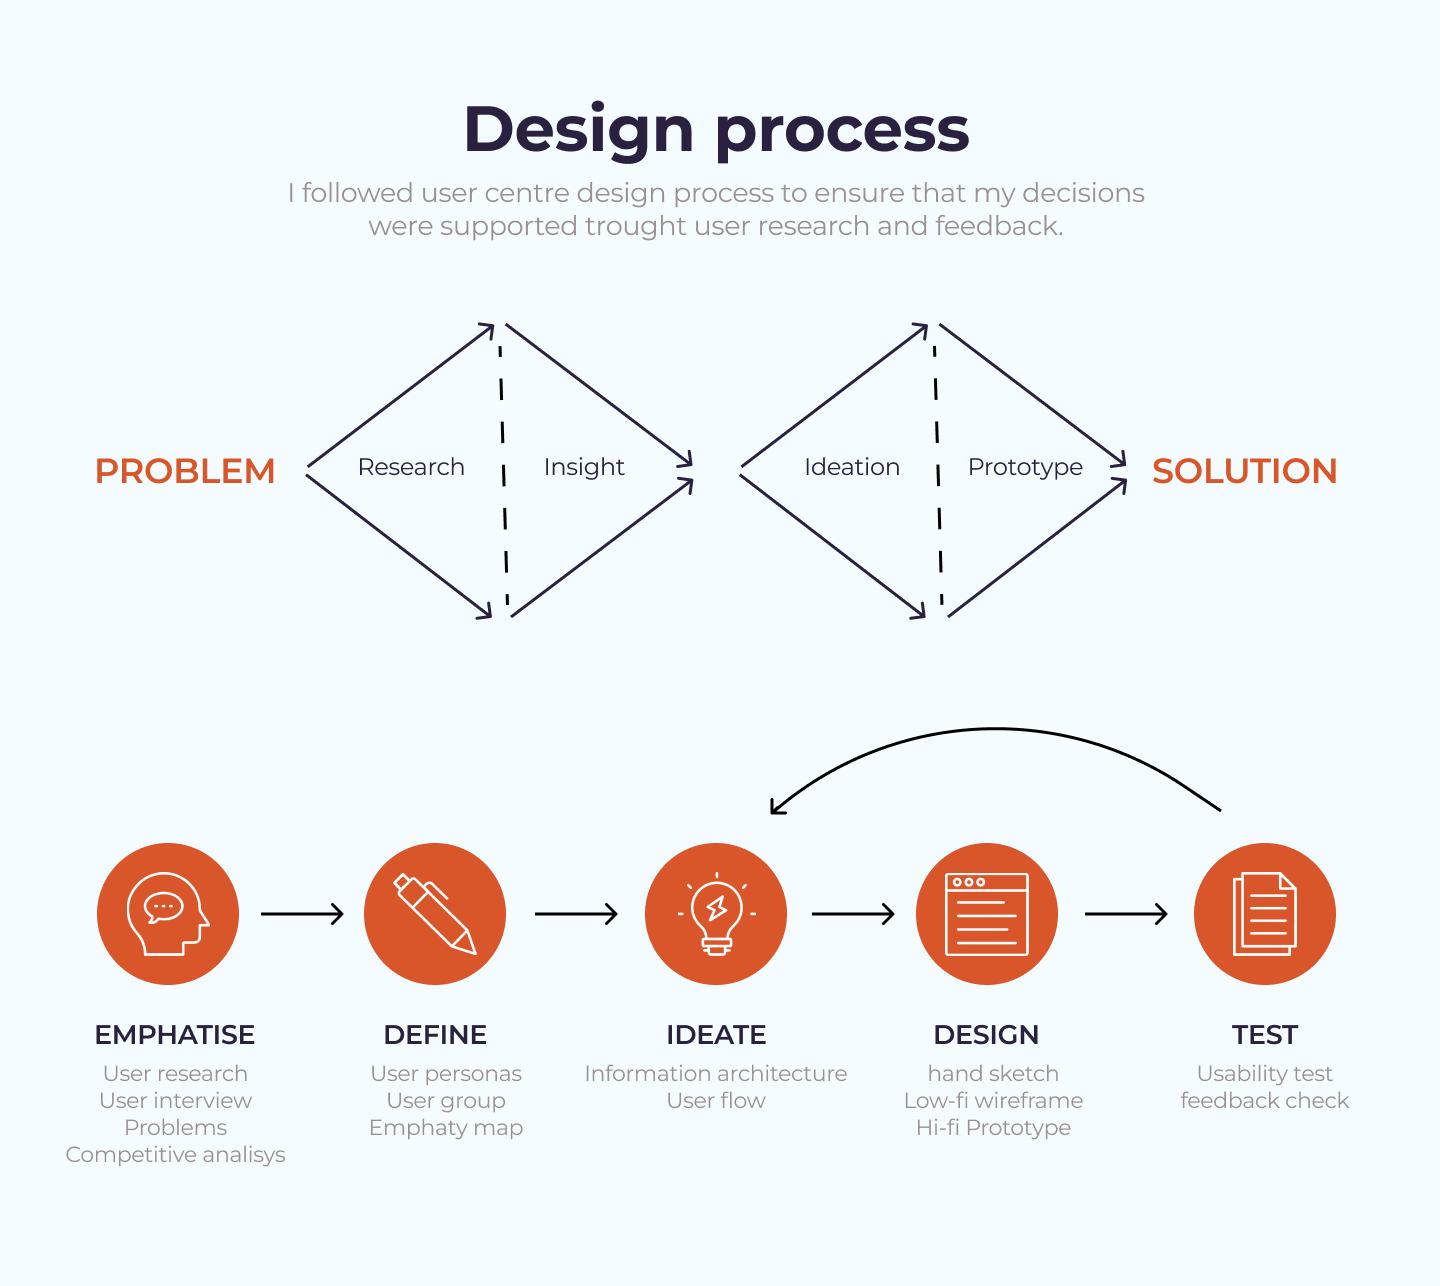 Design process
I followed user centre design process to ensure that my decisions
were supported trought user research and feedback.
PROBLEM
Research
Insight
Ideation
Prototype
SOLUTION
EMPHATISE
User research
User interview
Problems
Competitive analisys
DEFINE
User personas
User group
Emphaty map
IDEATE
Information architecture
User flow
DESIGN
hand sketch
Low-fi wireframe
Hi-fi Prototype
TEST
Usability test
feedback check